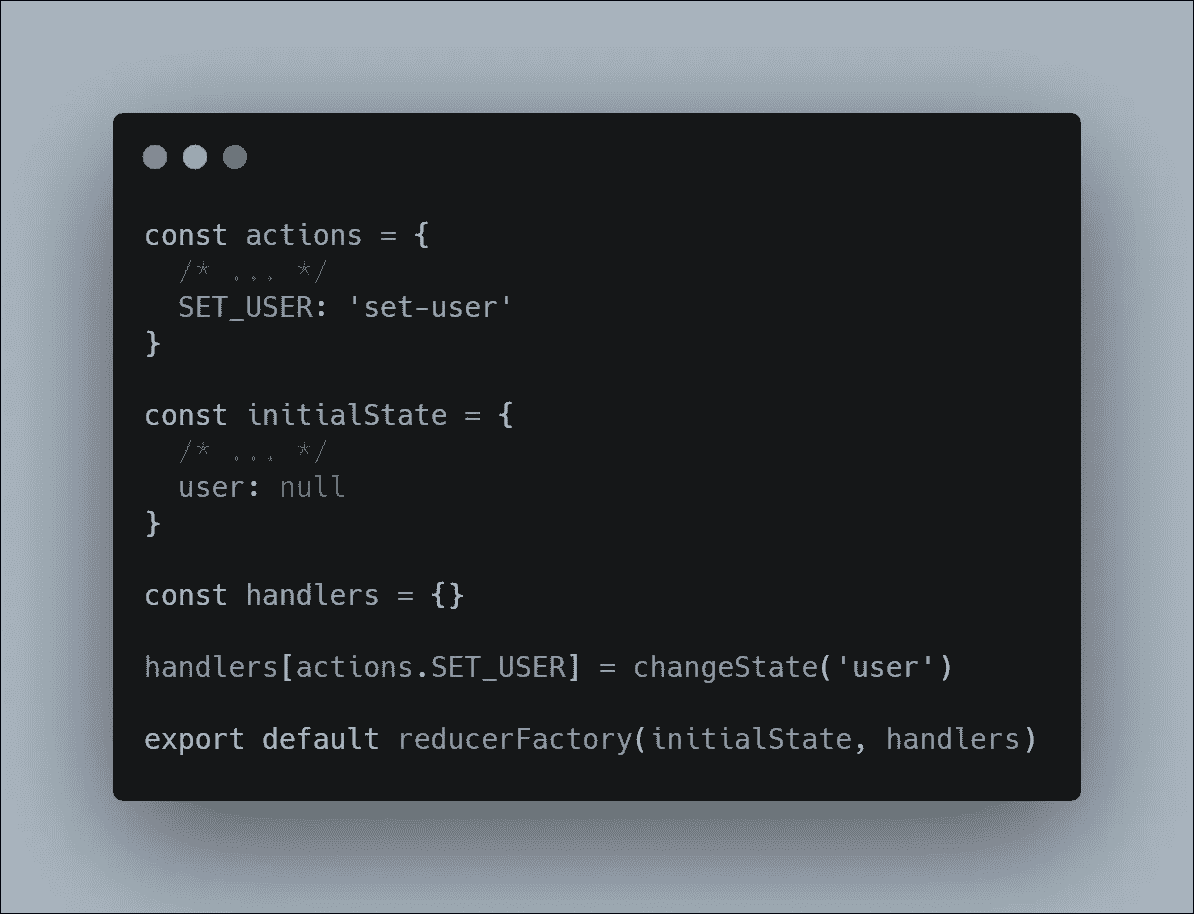 const actions = {
  /* ... */
  SET_USER: 'set-user'
}
const initialState = {
  /* ... */
  user: null
}
const handlers = {}
handlers[actions.SET_USER] = changeState('user')
export default reducerFactory(initialState, handlers)